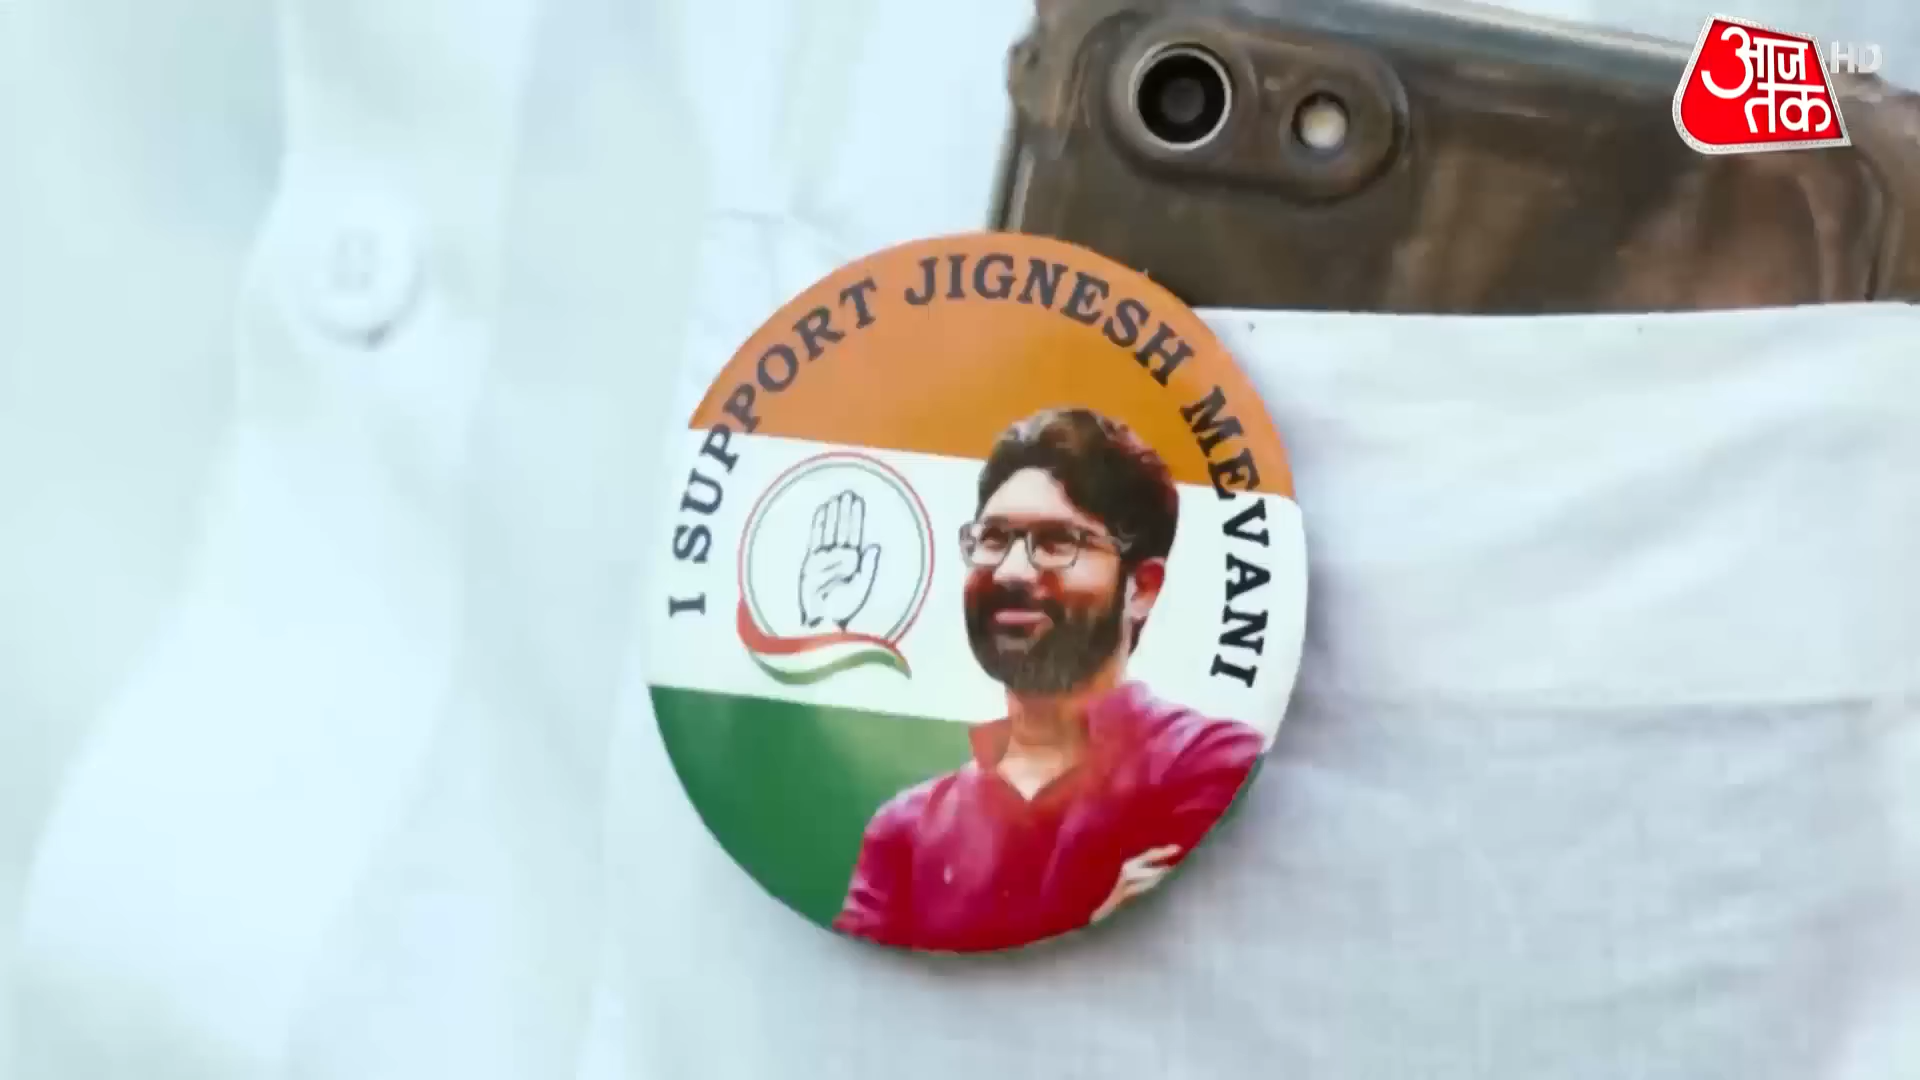 आज
तक
HD
I SUPPORT JIGNESH MEVANI